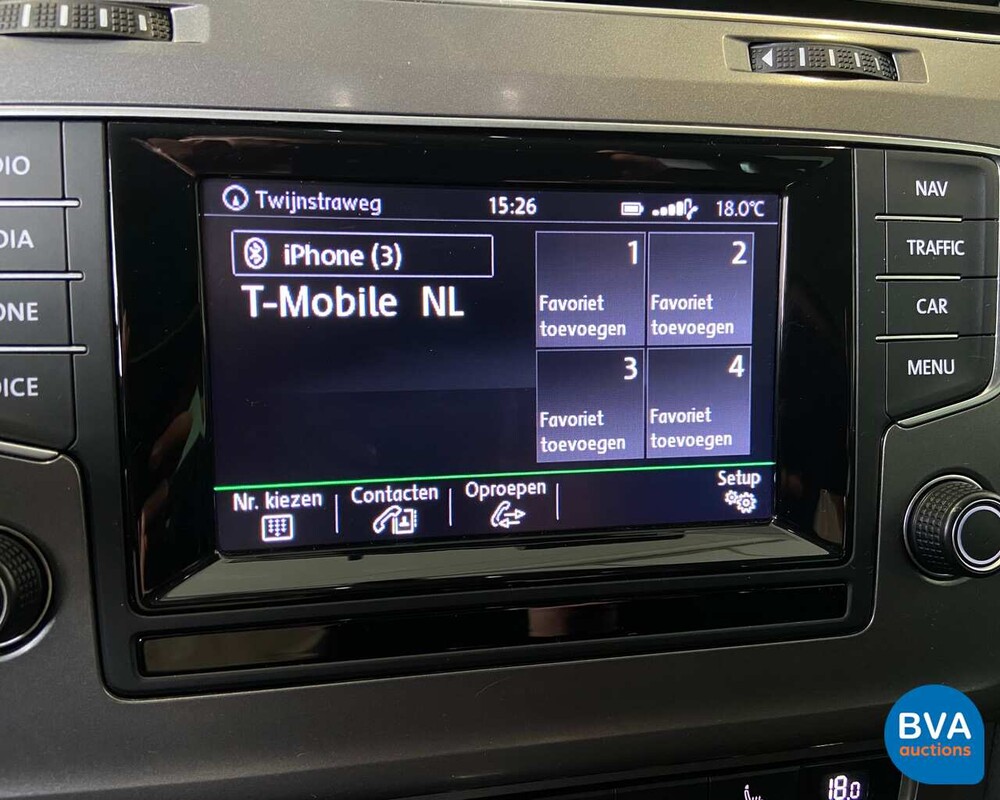 DIO
DIA
ONE
ICE
Twijnstraweg 15:26 18.0°C
iPhone (3)
T-Mobile NL
1
Favoriet
toevoegen
2
Favoriet
toevoegen
3
Favoriet
toevoegen
4
Favoriet
toevoegen
Nr. kiezen
Contacten
Oproepen
Setup
NAV
TRAFFIC
CAR
MENU
18.0
BVA
auctions